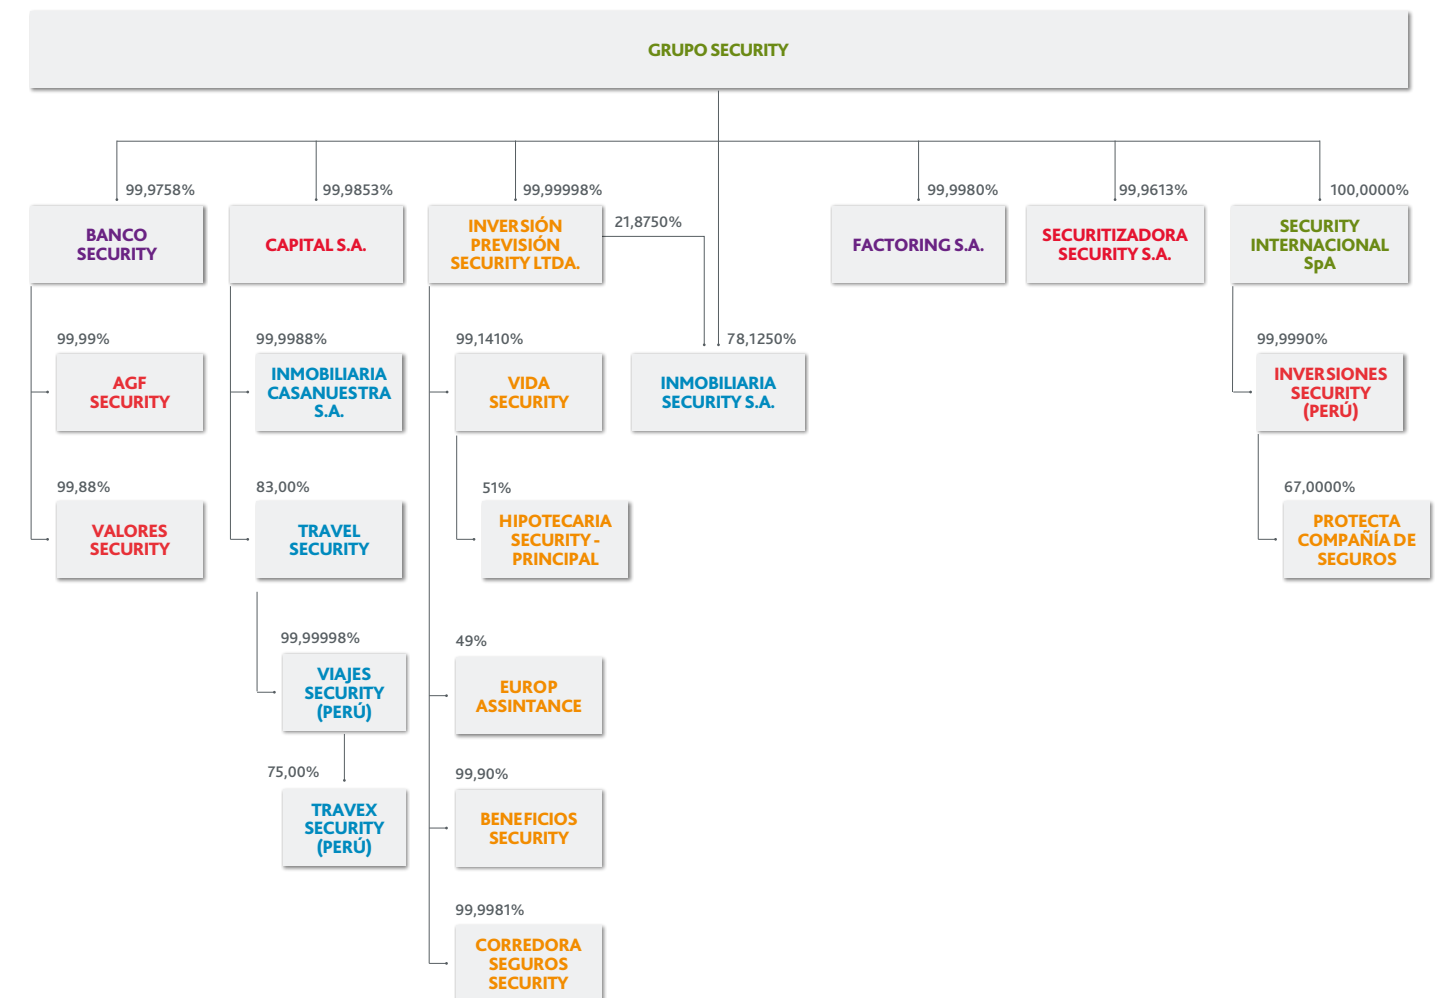 GRUPO SECURITY
99,9758%
99,9853%
99,99998%
99,9980%
99,9613%
100,0000%
BANCO
SECURITY
CAPITAL S.A.
INVERSIÓN
PREVISIÓN
SECURITY LTDA.
21,8750%
FACTORING S.A.
SECURITIZADORA
SECURITY S.A.
SECURITY
INTERNACIONAL
SpA
99,99%
99,9988%
99,1410%
78,1250%
99,9990%
AGF
SECURITY
INMOBILIARIA
CASANUESTRA
S.A.
VIDA
SECURITY
INMOBILIARIA
SECURITY S.A.
INVERSIONES
SECURITY
(PERÚ)
99,88%
83,00%
51%
67,0000%
VALORES
SECURITY
TRAVEL
SECURITY
HIPOTECARIA
SECURITY -
PRINCIPAL
PROTECTA
COMPAÑÍA DE
SEGUROS
99,99998%
49%
VIAJES
SECURITY
(PERÚ)
EUROP
ASSINTANCE
75,00%
99,90%
TRAVEX
SECURITY
(PERÚ)
BENEFICIOS
SECURITY
99,9981%
CORREDORA
SEGUROS
SECURITY